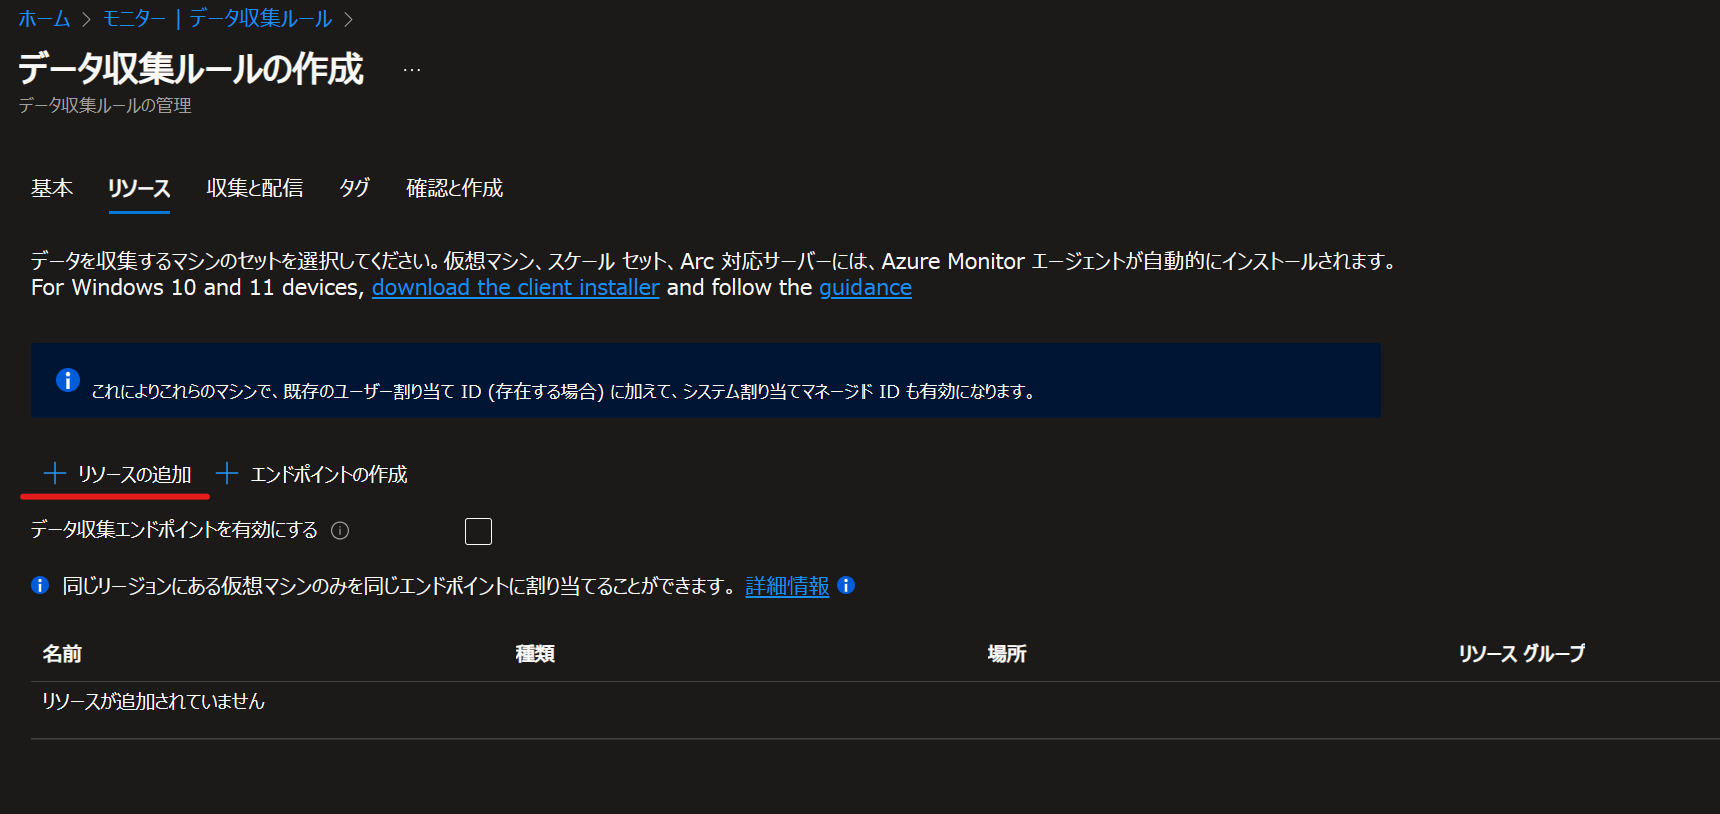 ホーム > モニター | データ収集ルール >
データ収集ルールの作成 ...
データ収集ルールの管理
基本 リソース 収集と配信 タグ 確認と作成
データを収集するマシンのセットを選択してください。仮想マシン、スケール セット、Arc 対応サーバーには、Azure Monitor エージェントが自動的にインストールされます。
For Windows 10 and 11 devices, download the client installer and follow the guidance
これによりこれらのマシンで、既存のユーザー割り当て ID (存在する場合) に加えて、システム割り当てマネージド ID も有効になります。
+ リソースの追加 + エンドポイントの作成
データ収集エンドポイントを有効にする
同じリージョンにある仮想マシンのみを同じエンドポイントに割り当てることができます。 詳細情報
名前 種類 場所 リソース グループ
リソースが追加されていません